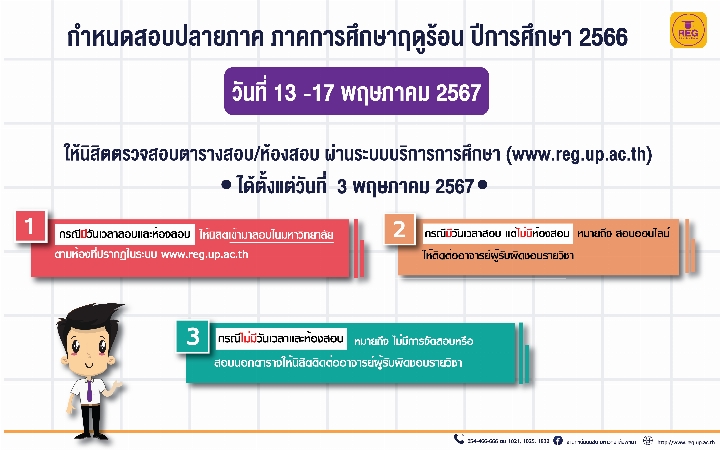 กำหนดสอบปลายภาค ภาคการศึกษาฤดูร้อน ปีการศึกษา 2566
REG
วันที่ 13 -17 พฤษภาคม 2567
ให้นิสิตตรวจสอบตารางสอบ/ห้องสอบ ผ่านระบบบริการการศึกษา (www.reg.up.ac.th)
• ได้ตั้งแต่วันที่ 3 พฤษภาคม 2567 •
1
กรณีมีวันเวลาสอบและห้องสอบ ให้นิสิตเข้ามาสอบในมหาวิทยาลัย
ตามห้องที่ปรากฏในระบบ www.reg.up.ac.th
2
กรณีมีวันเวลาสอบ แต่ไม่มีห้องสอบ หมายถึง สอบออนไลน์
ให้ติดต่ออาจารย์ผู้รับผิดชอบรายวิชา
3
กรณีไม่มีวันเวลาและห้องสอบ หมายถึง ไม่มีการจัดสอบหรือ
สอบนอกตารางให้นิสิตติดต่ออาจารย์ผู้รับผิดชอบรายวิชา
054-466-666 ต่อ 1021, 1025, 1832
http://www.reg.up.ac.th